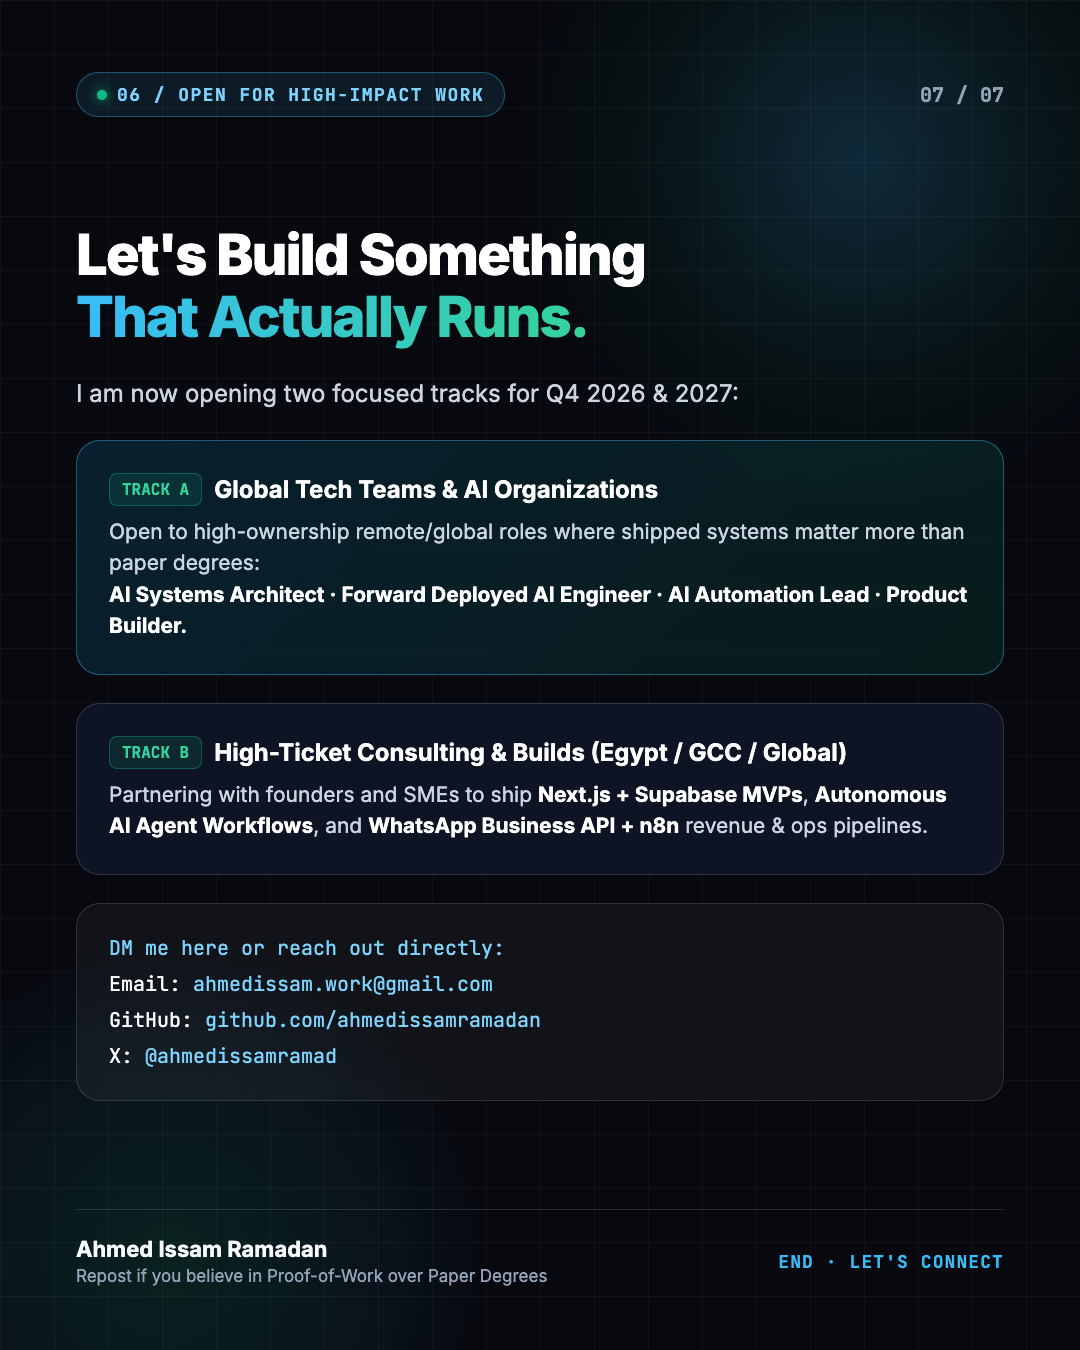 06 / OPEN FOR HIGH-IMPACT WORK
07 / 07
Let's Build Something
That Actually Runs.
I am now opening two focused tracks for Q4 2026 & 2027:
TRACK A Global Tech Teams & AI Organizations
Open to high-ownership remote/global roles where shipped systems matter more than
paper degrees:
AI Systems Architect · Forward Deployed AI Engineer · AI Automation Lead · Product
Builder.
TRACK B High-Ticket Consulting & Builds (Egypt / GCC / Global)
Partnering with founders and SMEs to ship Next.js + Supabase MVPs, Autonomous
AI Agent Workflows, and WhatsApp Business API + n8n revenue & ops pipelines.
DM me here or reach out directly:
Email: ahmedissam.work@gmail.com
GitHub: github.com/ahmedissamramadan
X: @ahmedissamramad
Ahmed Issam Ramadan
Repost if you believe in Proof-of-Work over Paper Degrees
END · LET'S CONNECT